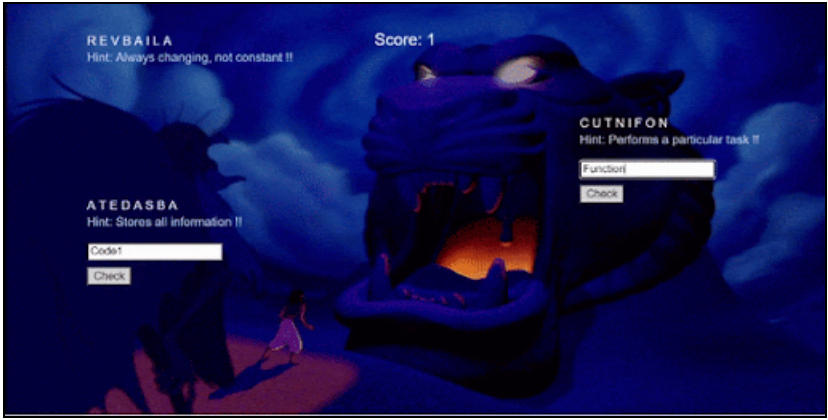 REVBAILA
Hint: Always changing, not constant !!
Score: 1
CUTNIFON
Hint: Performs a particular task !!
Function
Check
ATEDASBA
Hint: Stores all information !!
Code1
Check